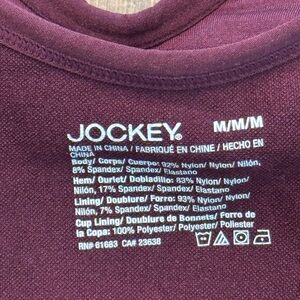 JOCKEY® M/M/M
MADE IN CHINA / FABRIQUÉ EN CHINE / HECHO EN
CHINA
Body/ Corps/ Cuerpo: 92% Nylon/ Nylon/ Nilón,
8% Spandex/ Spandex/ Elastano
Hem/ Ourlet/ Dobladillo: 83% Nylon/ Nylon/
Nilón, 17% Spandex/ Spandex/ Elastano
Lining/ Doublure/ Forro: 93% Nylon/ Nylon/
Nilón, 7% Spandex/ Spandex/ Elastano
Cup Lining/ Doublure de Bonnets/ Forro de
la Copa: 100% Polyester/ Polyester/ Polyester
RN# 61683 CA# 23638